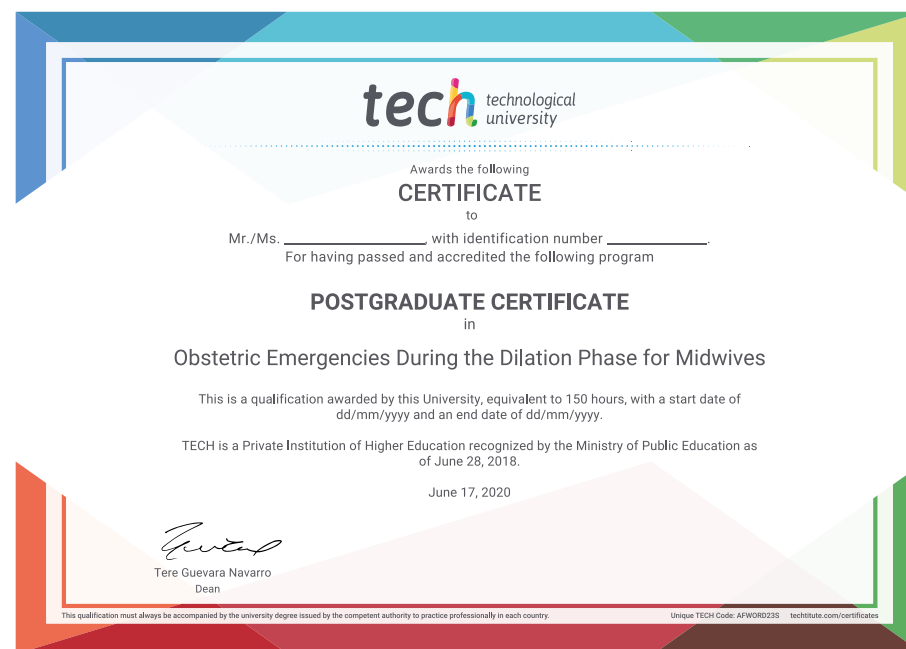 tech technological
university
Awards the following
CERTIFICATE
to
Mr./Ms. ____________________, with identification number ______________.
For having passed and accredited the following program
POSTGRADUATE CERTIFICATE
in
Obstetric Emergencies During the Dilation Phase for Midwives
This is a qualification awarded by this University, equivalent to 150 hours, with a start date of
dd/mm/yyyy and an end date of dd/mm/yyyy.
TECH is a Private Institution of Higher Education recognized by the Ministry of Public Education as
of June 28, 2018.
June 17, 2020
Tere Guevara Navarro
Dean
This qualification must always be accompanied by the university degree issued by the competent authority to practice professionally in each country. Unique TECH Code: AFWORD23S techtitute.com/certificates